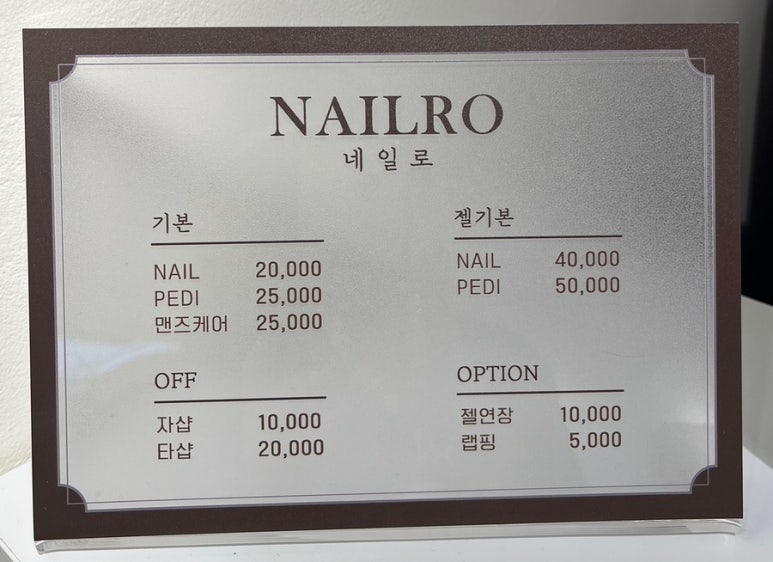 NAILRO
네일로
기본
NAIL 20,000
PEDI 25,000
맨즈케어 25,000
젤기본
NAIL 40,000
PEDI 50,000
OFF
자샵 10,000
타샵 20,000
OPTION
젤연장 10,000
랩핑 5,000